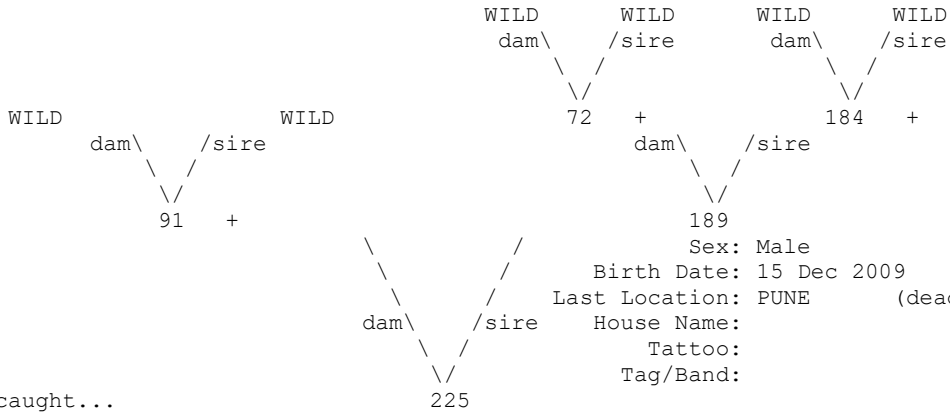 WILD WILD WILD WILD
dam\ /sire dam\ /sire
\ / \ /
\/ \/
WILD WILD 72 + 184 +
dam\ /sire dam\ /sire
\ / \ /
\/ \/
91 + 189
\ / Sex: Male
\ / Birth Date: 15 Dec 2009
\ / Last Location: PUNE (dead
dam\ /sire House Name:
\ / Tattoo:
\/ Tag/Band:
caught... 225